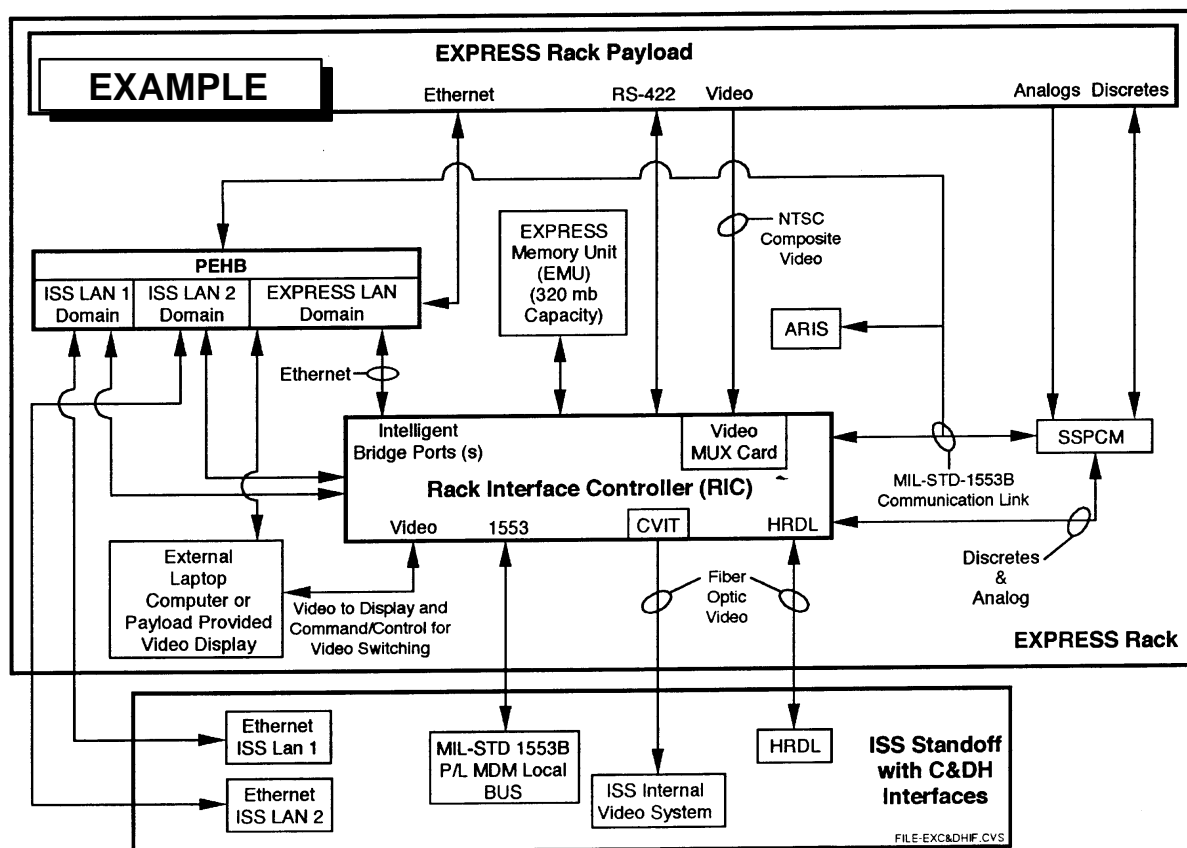 EXPRESS Rack Payload
EXAMPLE
Ethernet
RS-422
Video
Analogs
Discretes
NTSC
Composite
Video
EXPRESS
Memory Unit
(EMU)
(320 mb
Capacity)
PEHB
ISS LAN 1
Domain
ISS LAN 2
Domain
EXPRESS LAN
Domain
ARIS
Ethernet
Intelligent
Bridge Ports (s)
Video
MUX Card
SSPCM
Rack Interface Controller (RIC)
MIL-STD-1553B
Communication Link
Video
1553
CVIT
HRDL
External
Laptop
Computer or
Payload Provided
Video Display
Video to Display and
Command/Control for
Video Switching
Fiber
Optic
Video
Discretes
&
Analog
EXPRESS Rack
Ethernet
ISS Lan 1
Ethernet
ISS LAN 2
MIL-STD 1553B
P/L MDM Local
BUS
ISS Internal
Video System
HRDL
ISS Standoff
with C&DH
Interfaces
FILE-EXC&DHIF.CVS